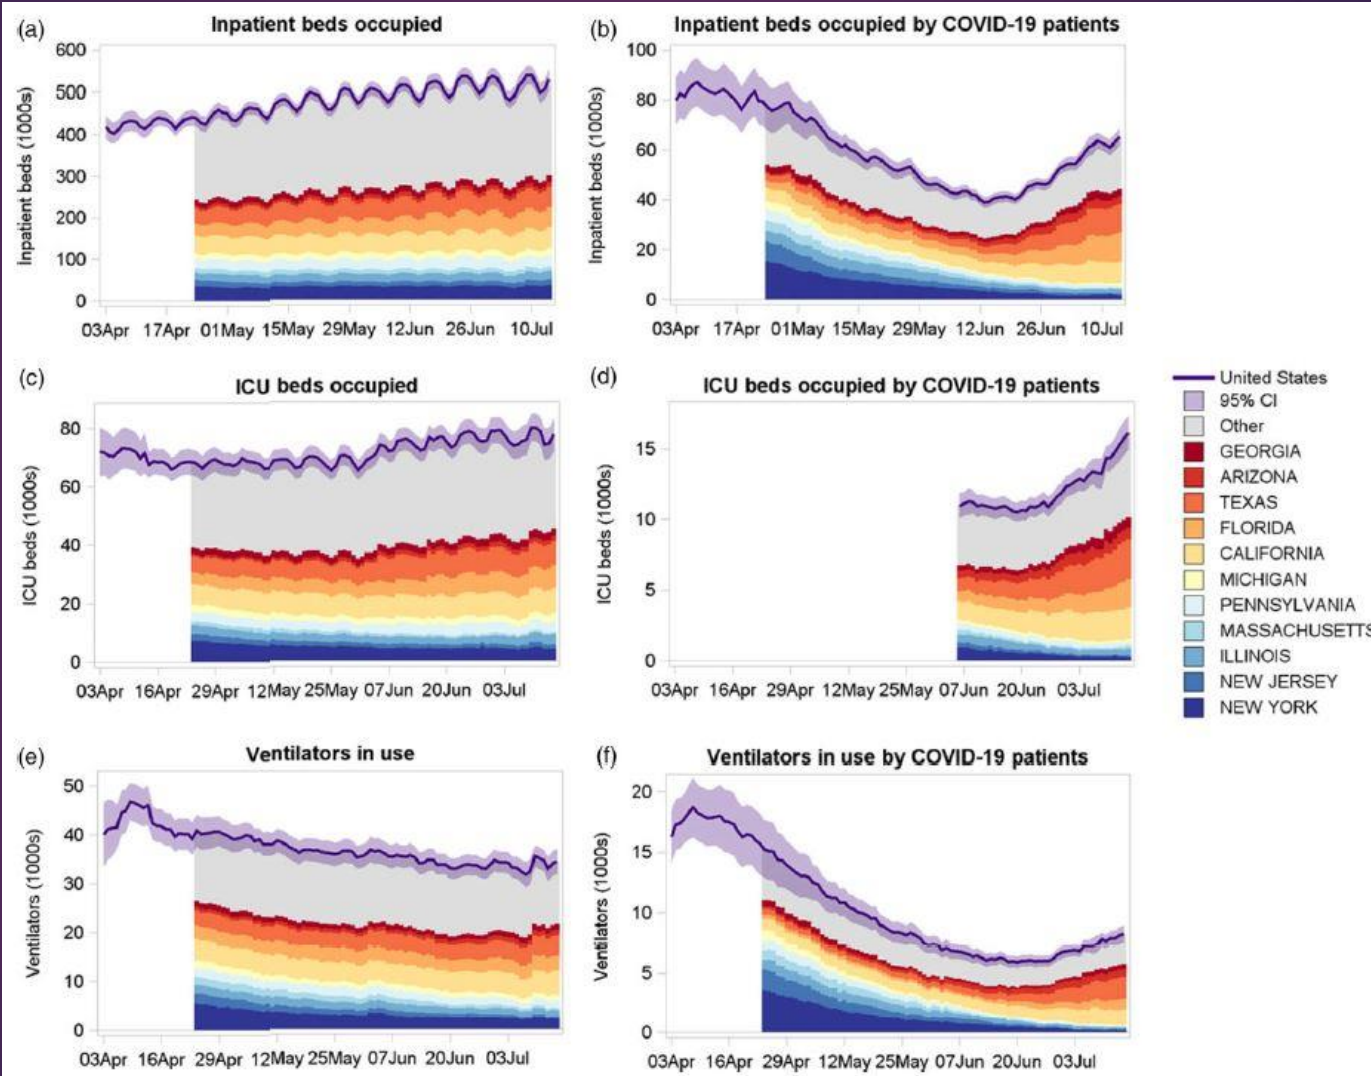 (a) Inpatient beds occupied
Inpatient beds (1000s)
600
500
400
300
200
100
0
03Apr 17Apr 01May 15May 29May 12Jun 26Jun 10Jul
(b) Inpatient beds occupied by COVID-19 patients
Inpatient beds (1000s)
100
80
60
40
20
0
03Apr 17Apr 01May 15May 29May 12Jun 26Jun 10Jul
(c) ICU beds occupied
ICU beds (1000s)
80
60
40
20
0
03Apr 16Apr 29Apr 12May 25May 07Jun 20Jun 03Jul
(d) ICU beds occupied by COVID-19 patients
ICU beds (1000s)
15
10
5
0
03Apr 16Apr 29Apr 12May 25May 07Jun 20Jun 03Jul
United States
95% CI
Other
GEORGIA
ARIZONA
TEXAS
FLORIDA
CALIFORNIA
MICHIGAN
PENNSYLVANIA
MASSACHUSETTS
ILLINOIS
NEW JERSEY
NEW YORK
(e) Ventilators in use
Ventilators (1000s)
50
40
30
20
10
0
03Apr 16Apr 29Apr 12May 25May 07Jun 20Jun 03Jul
(f) Ventilators in use by COVID-19 patients
Ventilators (1000s)
20
15
10
5
0
03Apr 16Apr 29Apr 12May 25May 07Jun 20Jun 03Jul